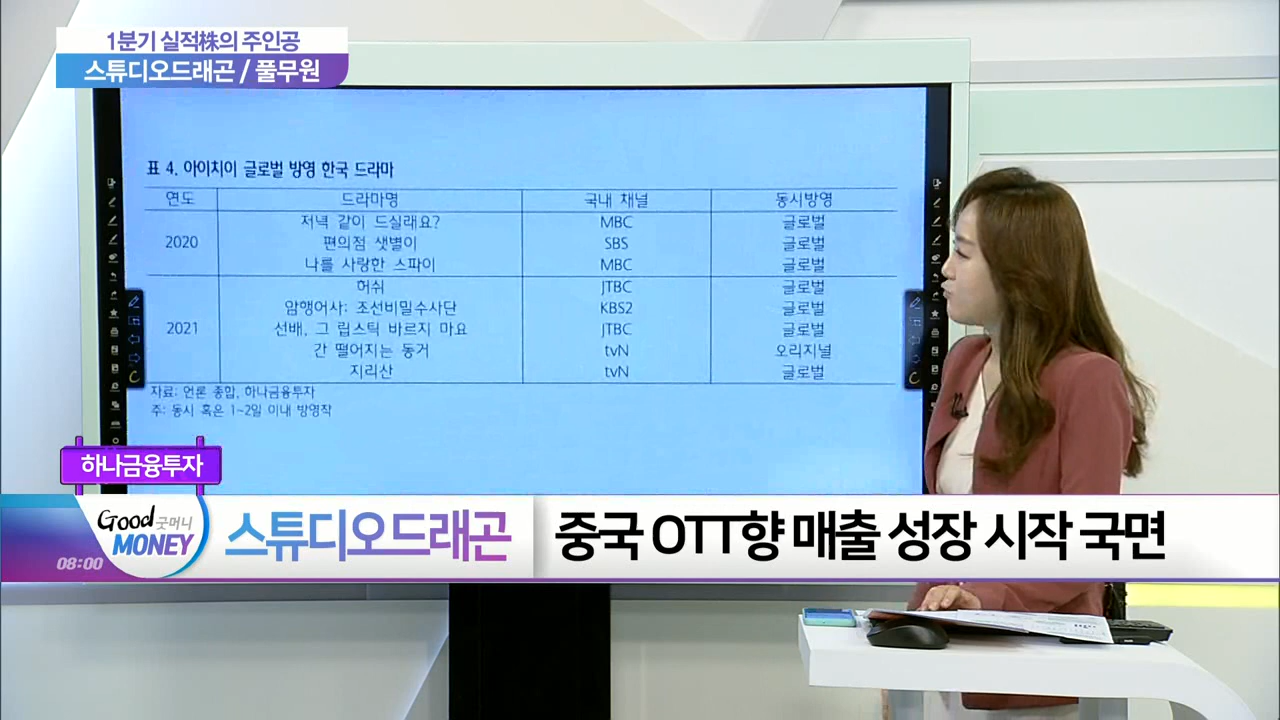 1분기 실적株의 주인공
스튜디오드래곤 / 풀무원
표 4. 아이치이 글로벌 방영 한국 드라마
연도 드라마명 국내 채널 동시방영
저녁 같이 드실래요? MBC 글로벌
2020 편의점 샛별이 SBS 글로벌
나를 사랑한 스파이 MBC 글로벌
허쉬 JTBC 글로벌
암행어사: 조선비밀수사단 KBS2 글로벌
2021 선배, 그 립스틱 바르지 마요 JTBC 글로벌
간 떨어지는 동거 tvN 오리지널
지리산 tvN 글로벌
자료: 언론 종합, 하나금융투자
주: 동시 혹은 1~2일 이내 방영작
하나금융투자
Good 굿머니
MONEY
08:00
스튜디오드래곤
중국 OTT향 매출 성장 시작 국면